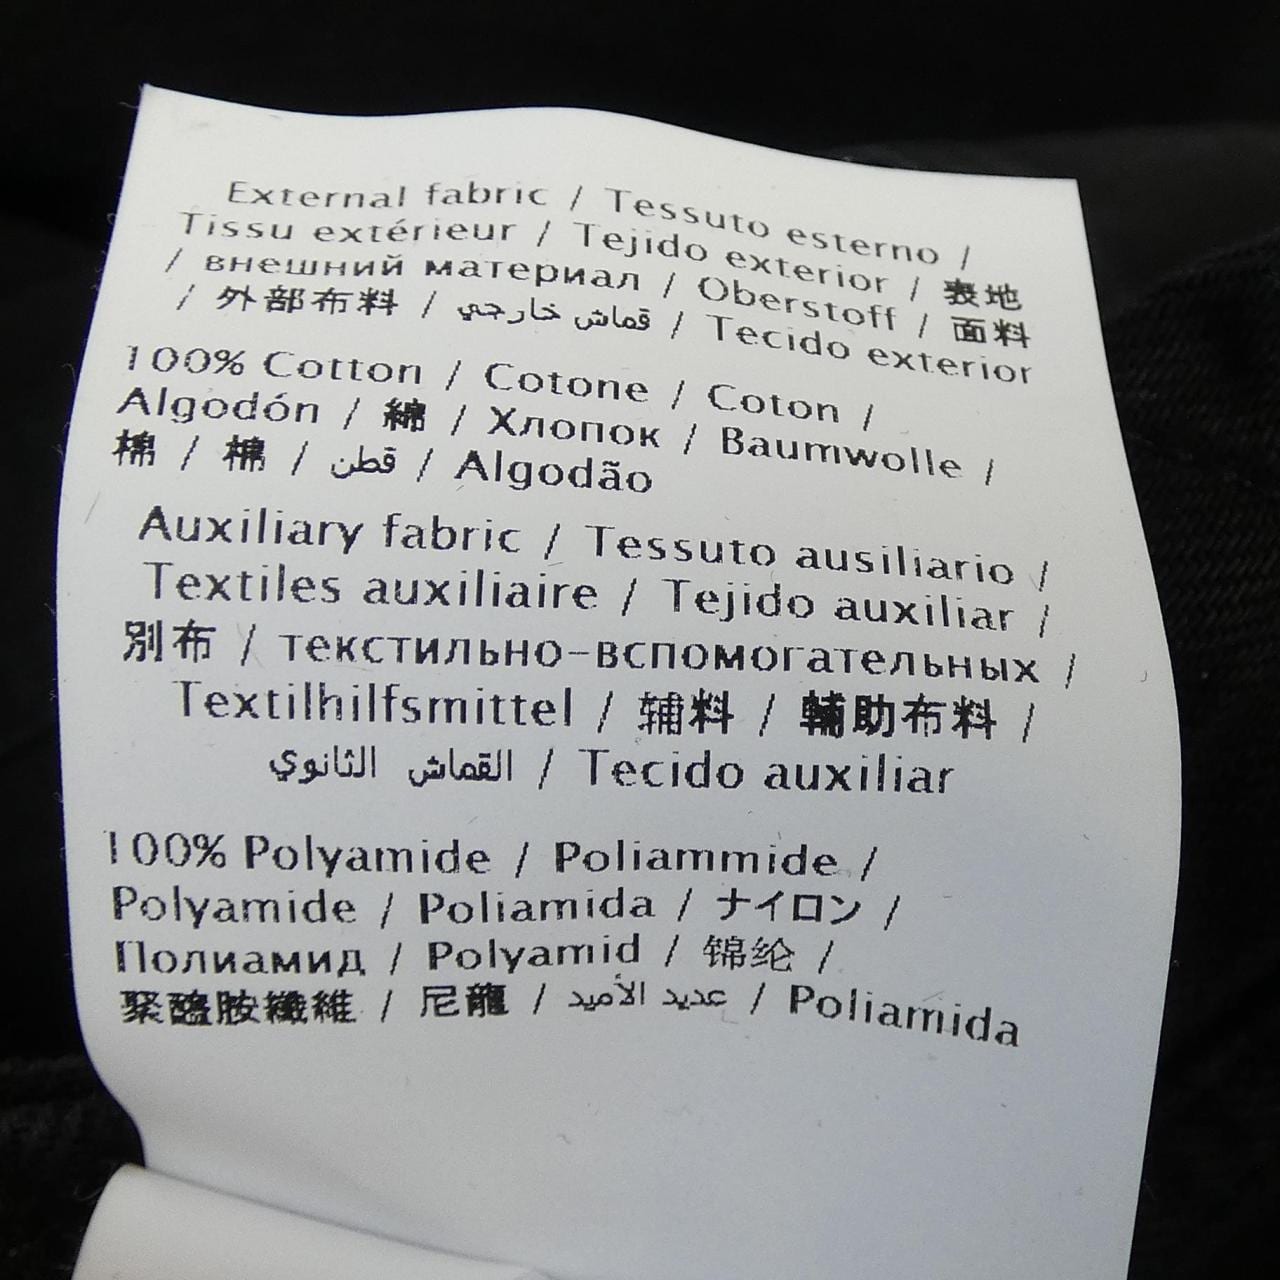 External fabric / Tessuto esterno /
Tissu extérieur / Tejido exterior / 表地
/ внешний материал / Oberstoff / 面料
/ 外部布料 / قماش خارجي / Tecido exterior
100% Cotton / Cotone / Coton /
Algodón / 綿 / Хлопок / Baumwolle /
棉 / 棉 / قطن / Algodão
Auxiliary fabric / Tessuto ausiliario /
Textiles auxiliaire / Tejido auxiliar /
別布 / текстильно-вспомогательных /
Textilhilfsmittel / 辅料 / 輔助布料 /
القماش الثانوي / Tecido auxiliar
100% Polyamide / Poliammide /
Polyamide / Poliamida / ナイロン /
Полиамид / Polyamid / 锦纶 /
聚醯胺纖維 / 尼龍 / عديد الأميد / Poliamida